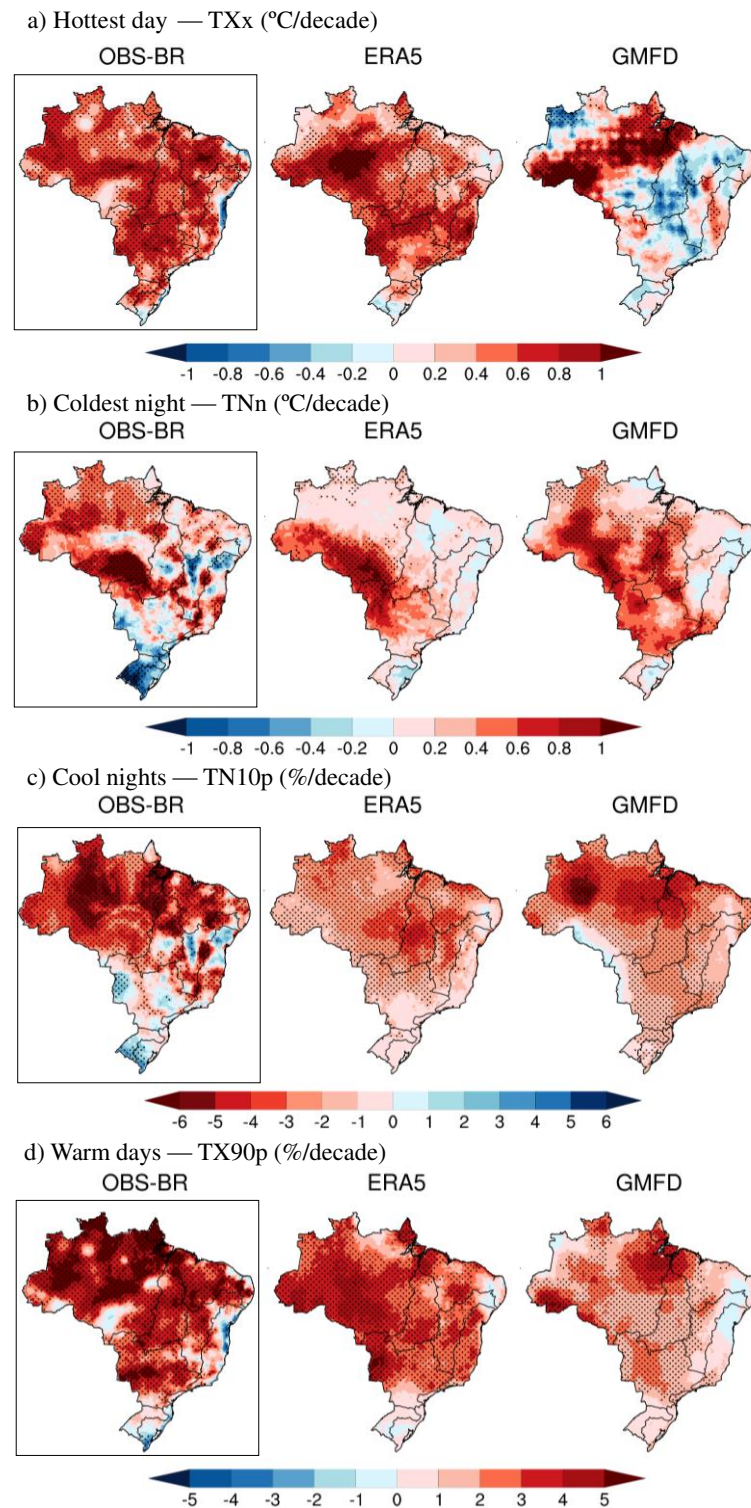 a) Hottest day — TXx (ºC/decade)
OBS-BR ERA5 GMFD
-1 -0.8 -0.6 -0.4 -0.2 0 0.2 0.4 0.6 0.8 1
b) Coldest night — TNn (ºC/decade)
OBS-BR ERA5 GMFD
-1 -0.8 -0.6 -0.4 -0.2 0 0.2 0.4 0.6 0.8 1
c) Cool nights — TN10p (%/decade)
OBS-BR ERA5 GMFD
-6 -5 -4 -3 -2 -1 0 1 2 3 4 5 6
d) Warm days — TX90p (%/decade)
OBS-BR ERA5 GMFD
-5 -4 -3 -2 -1 0 1 2 3 4 5